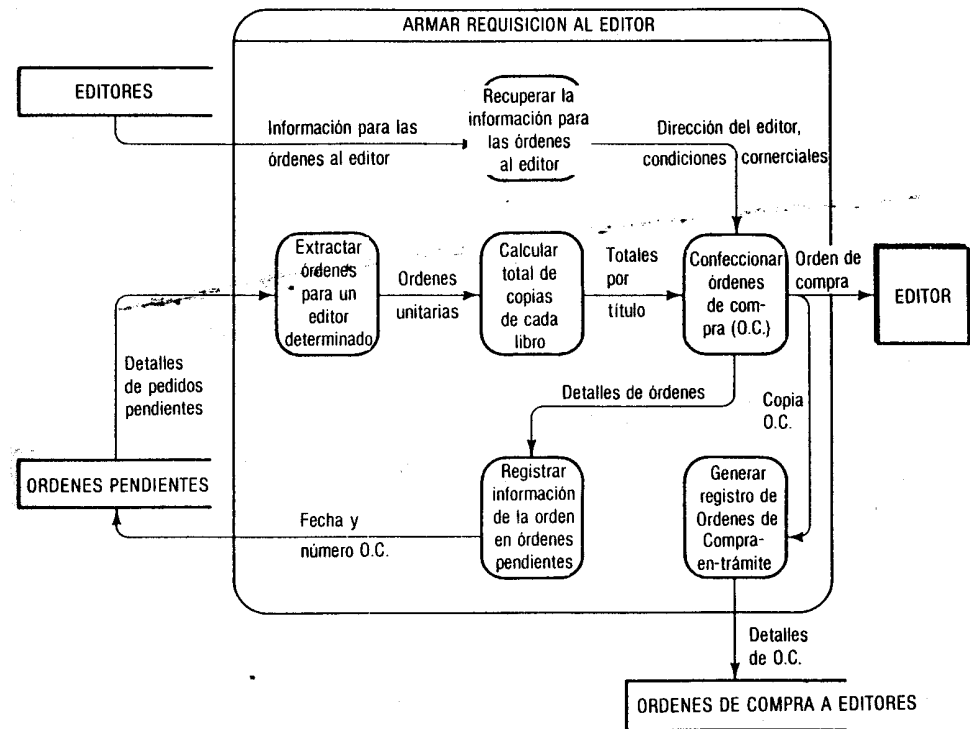 ARMAR REQUISICION AL EDITOR
EDITORES
Información para las
órdenes al editor
Recuperar la
información para
las órdenes
al editor
Dirección del editor,
condiciones comerciales
Extractar
órdenes
para un
editor
determinado
Ordenes
unitarias
Calcular
total de
copias
de cada
libro
Totales
por
título
Confeccionar
órdenes
de com-
pra (O.C.)
Orden de
compra
EDITOR
Detalles
de pedidos
pendientes
Detalles de órdenes
Copia
O.C.
ORDENES PENDIENTES
Fecha y
número O.C.
Registrar
información
de la orden
en órdenes
pendientes
Generar
registro de
Ordenes de
Compra-
en-trámite
Detalles
de O.C.
ORDENES DE COMPRA A EDITORES